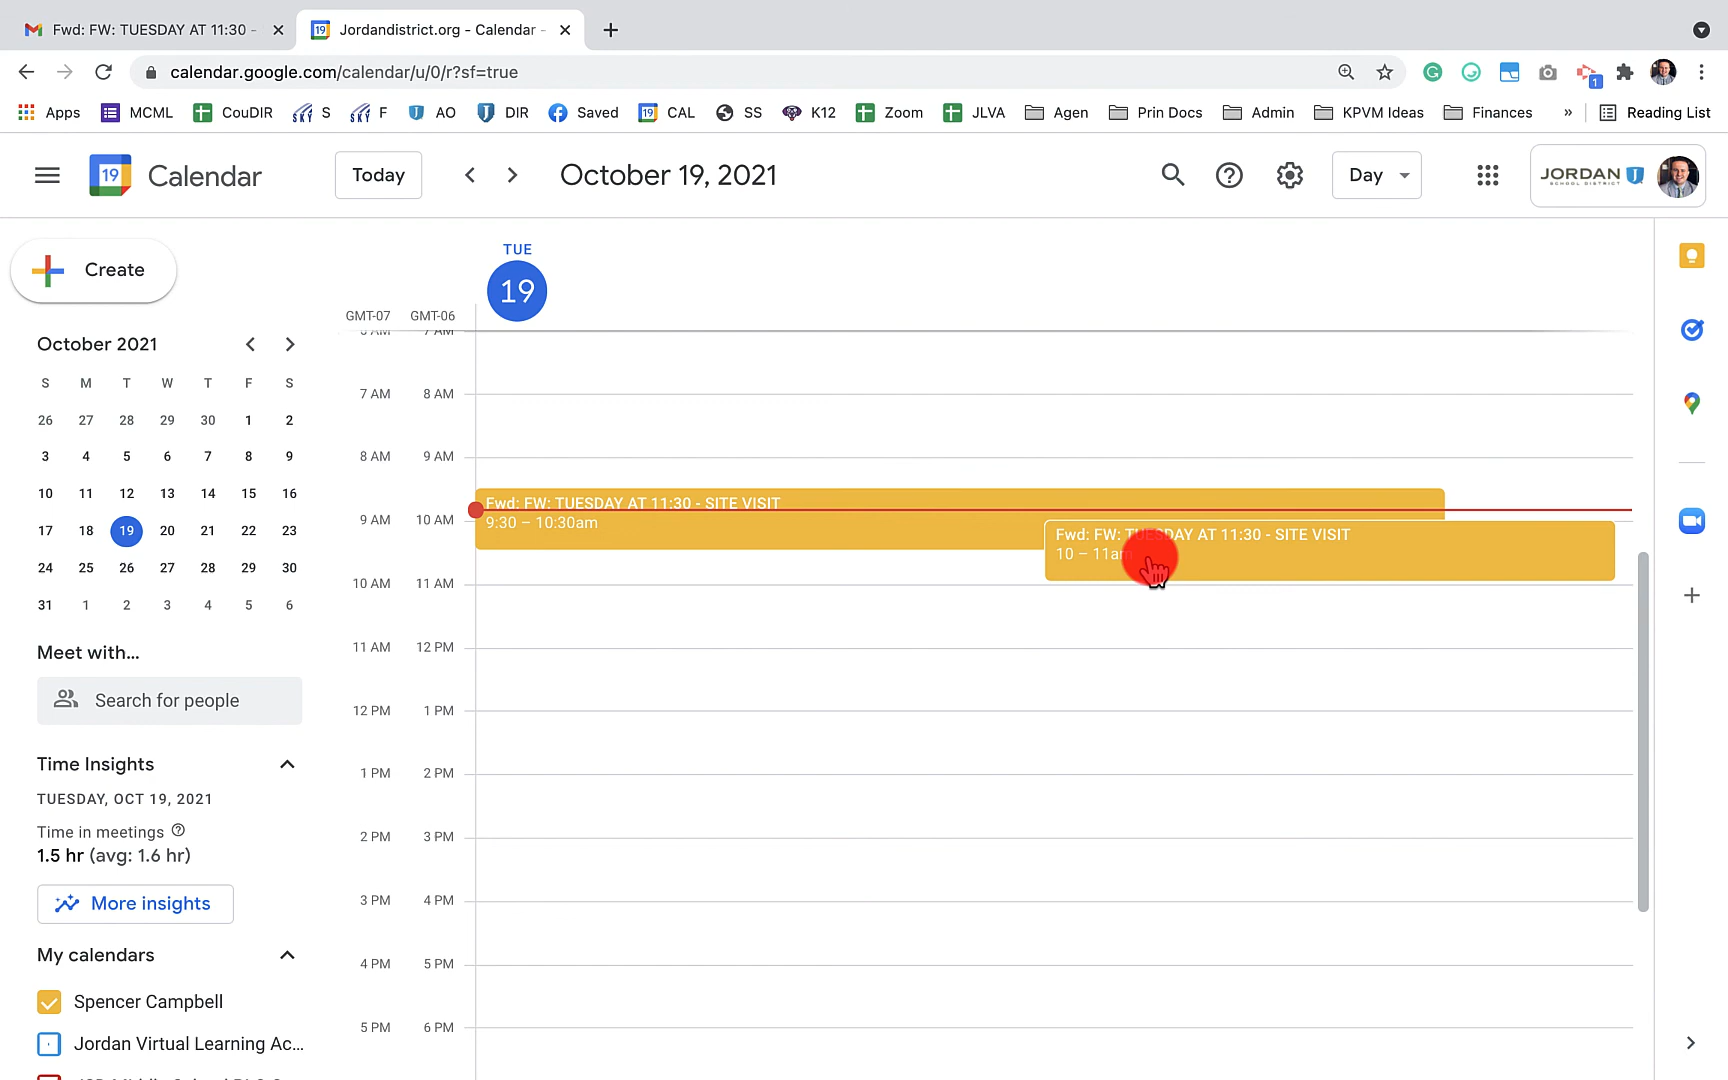 Fwd: FW: TUESDAY AT 11:30 -
Jordandistrict.org - Calendar -
calendar.google.com/calendar/u/0/r?sf=true
1
Apps
MCML
CouDIR
S
F
AO
DIR
Saved
19
CAL
SS
K12
Zoom
JLVA
Agen
Prin Docs
Admin
KPVM Ideas
Finances
»
Reading List
19
Calendar
Today
October 19, 2021
Day
JORDAN
SCHOOL DISTRICT
Create
TUE
19
GMT-07 GMT-06
October 2021
S M T W T F S
26 27 28 29 30 1 2
3 4 5 6 7 8 9
10 11 12 13 14 15 16
17 18 19 20 21 22 23
24 25 26 27 28 29 30
31 1 2 3 4 5 6
Meet with...
Search for people
Time Insights
TUESDAY, OCT 19, 2021
Time in meetings
1.5 hr (avg: 1.6 hr)
More insights
My calendars
Spencer Campbell
Jordan Virtual Learning Ac...
7 AM 8 AM
8 AM 9 AM
Fwd: FW: TUESDAY AT 11:30 - SITE VISIT
9:30 – 10:30am
9 AM 10 AM
Fwd: FW: TUESDAY AT 11:30 - SITE VISIT
10 – 11am
10 AM 11 AM
11 AM 12 PM
12 PM 1 PM
1 PM 2 PM
2 PM 3 PM
3 PM 4 PM
4 PM 5 PM
5 PM 6 PM